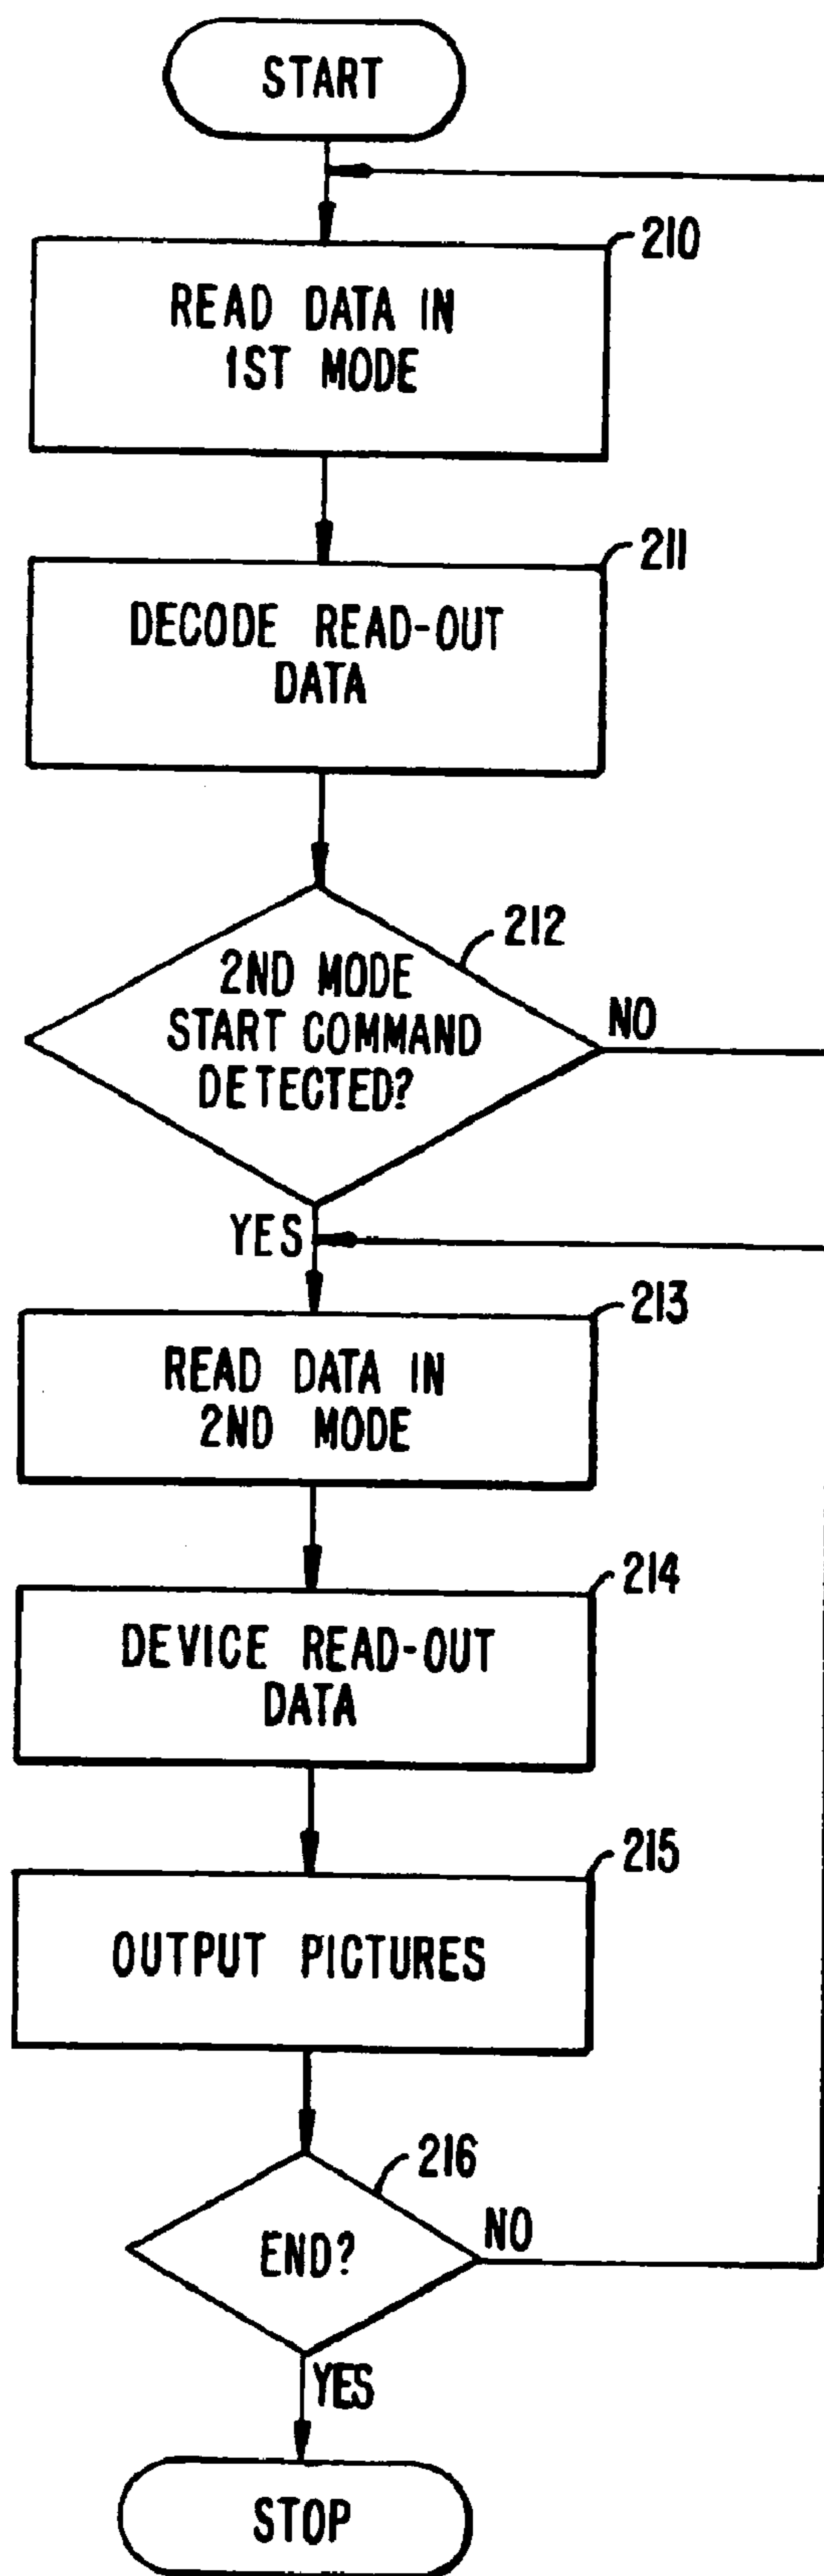 START
210
READ DATA IN
1ST MODE
211
DECODE READ-OUT
DATA
212
2ND MODE
START COMMAND
DETECTED?
NO
YES
213
READ DATA IN
2ND MODE
214
DEVICE READ-OUT
DATA
215
OUTPUT PICTURES
216
END?
NO
YES
STOP